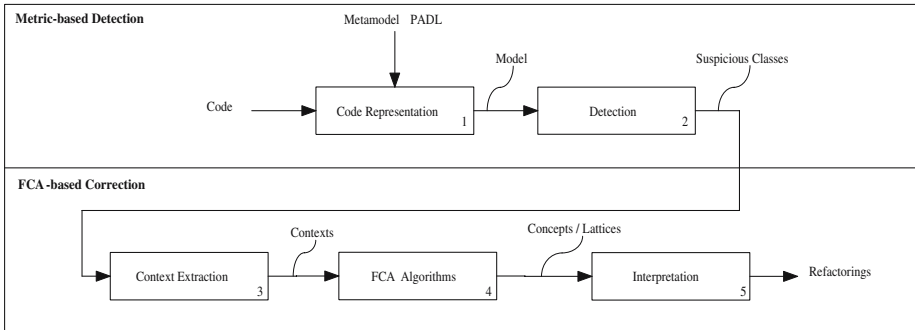 Metric-based Detection
Metamodel PADL
Model
Suspicious Classes
Code
Code Representation
1
Detection
2
FCA-based Correction
Contexts
Concepts / Lattices
Context Extraction
3
FCA Algorithms
4
Interpretation
5
Refactorings